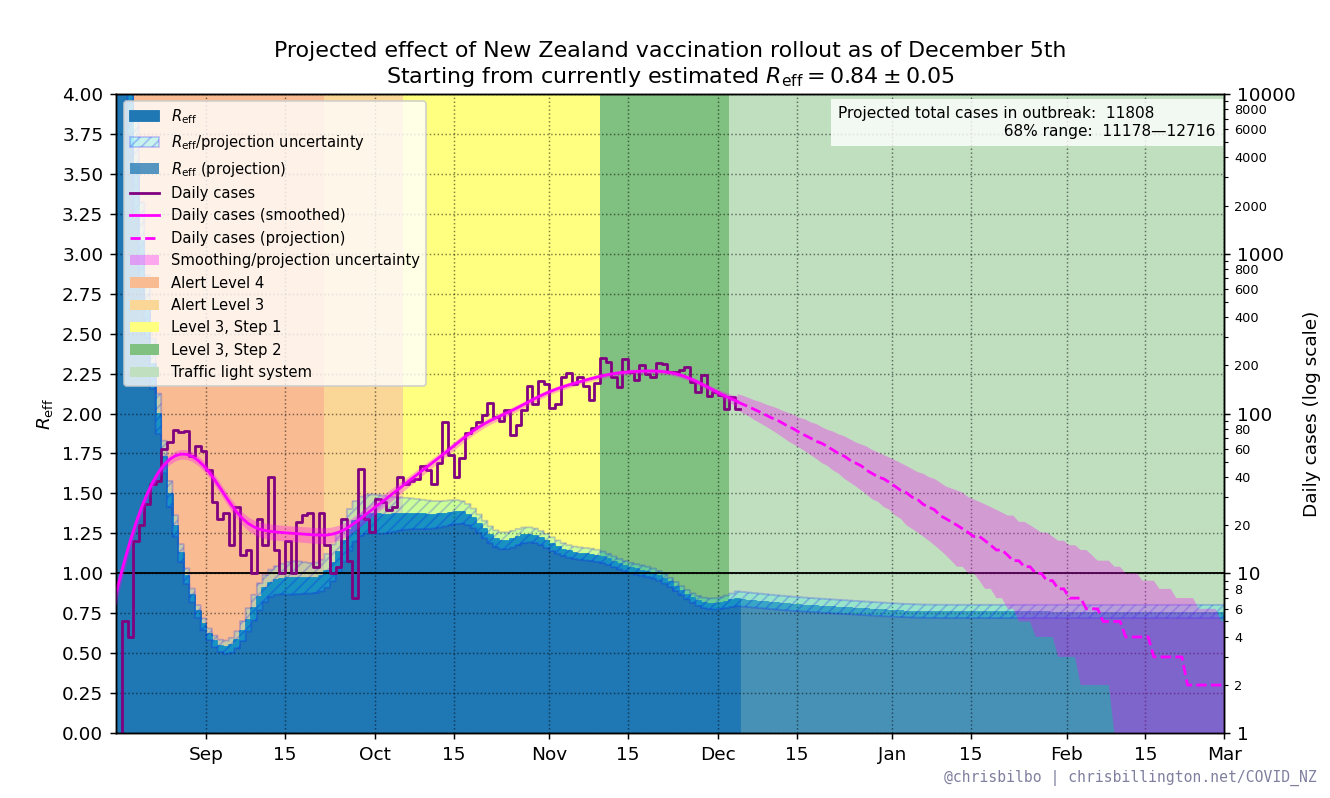 Projected effect of New Zealand vaccination rollout as of December 5th
Starting from currently estimated Reff = 0.84 ± 0.05
Projected total cases in outbreak: 11808
68% range: 11178—12716
Reff
Reff/projection uncertainty
Reff (projection)
Daily cases
Daily cases (smoothed)
Daily cases (projection)
Smoothing/projection uncertainty
Alert Level 4
Alert Level 3
Level 3, Step 1
Level 3, Step 2
Traffic light system
Reff
4.00
3.75
3.50
3.25
3.00
2.75
2.50
2.25
2.00
1.75
1.50
1.25
1.00
0.75
0.50
0.25
0.00
10000
8000
6000
4000
2000
1000
800
600
400
200
100
80
60
40
20
10
8
6
4
2
1
Daily cases (log scale)
Sep 15 Oct 15 Nov 15 Dec 15 Jan 15 Feb 15 Mar
@chrisbilbo | chrisbillington.net/COVID_NZ